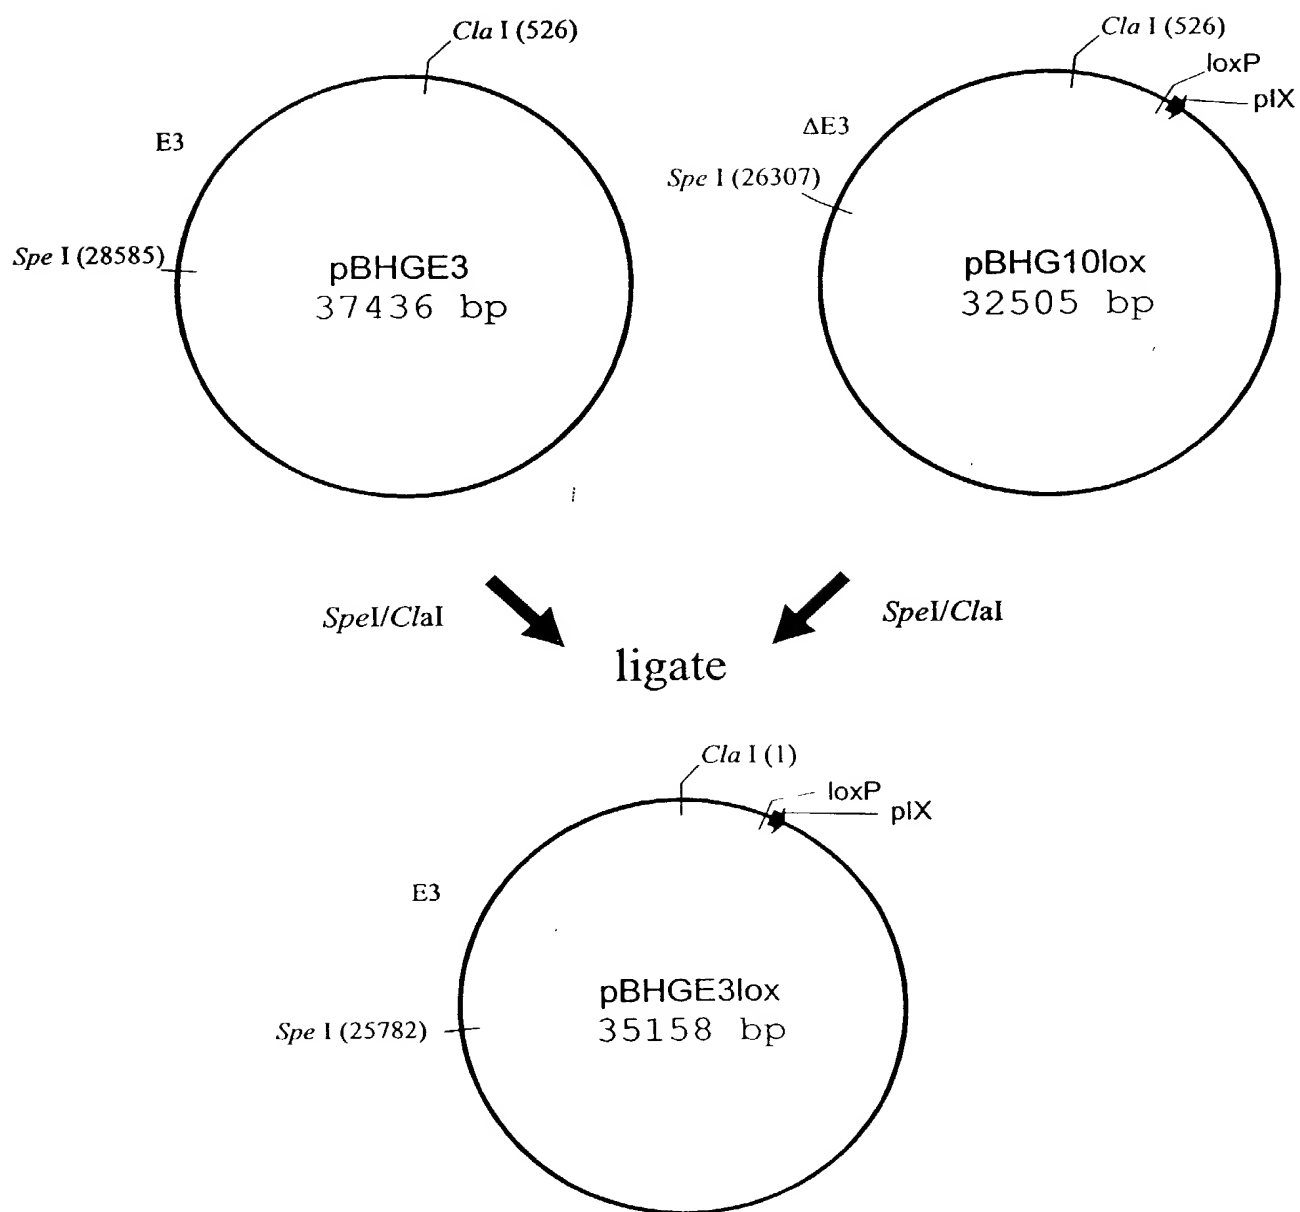 Cla I (526)
E3
Spe I (28585)
pBHGE3
37436 bp
Cla I (526)
loxP
pIX
ΔE3
Spe I (26307)
pBHG10lox
32505 bp
SpeI/ClaI
SpeI/ClaI
ligate
Cla I (1)
loxP
pIX
E3
Spe I (25782)
pBHGE3lox
35158 bp